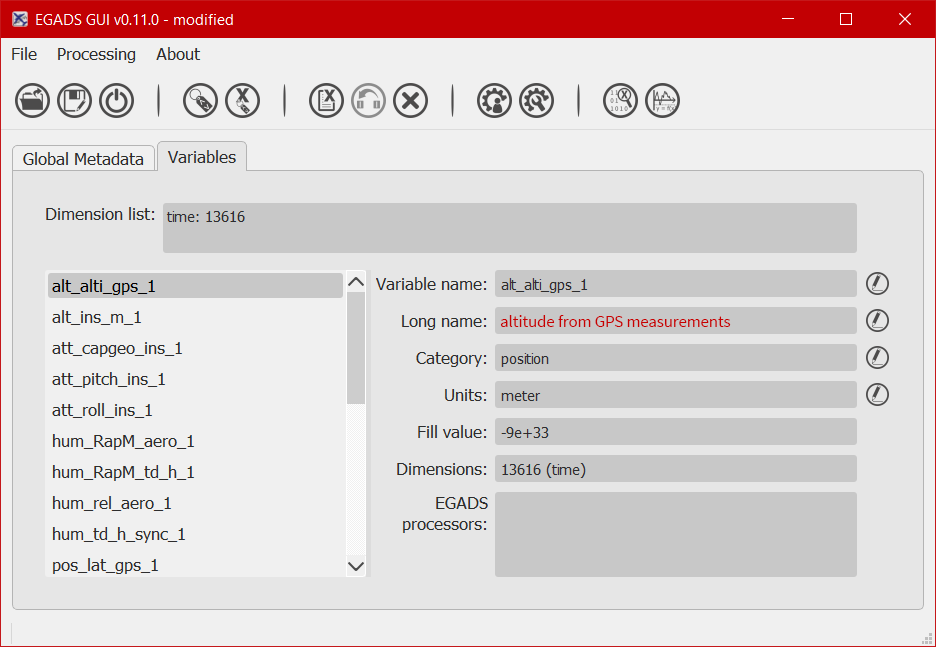 EGADS GUI v0.11.0 - modified
File Processing About
Global Metadata Variables
Dimension list: time: 13616
alt_alti_gps_1
alt_ins_m_1
att_capgeo_ins_1
att_pitch_ins_1
att_roll_ins_1
hum_RapM_aero_1
hum_RapM_td_h_1
hum_rel_aero_1
hum_td_h_sync_1
pos_lat_gps_1
Variable name: alt_alti_gps_1
Long name: altitude from GPS measurements
Category: position
Units: meter
Fill value: -9e+33
Dimensions: 13616 (time)
EGADS
processors: